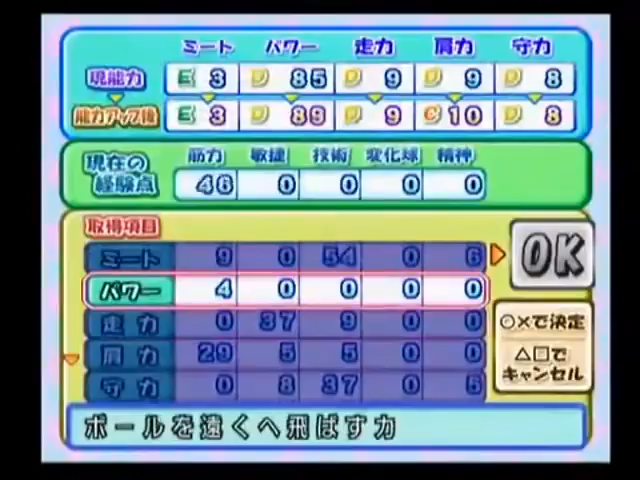 ミート パワー 走力 肩力 守力
現能力 E 3 D 85 D 9 D 9 D 8
能力アップ後 E 3 D 89 D 9 C 10 D 8
筋力 敏捷 技術 変化球 精神
現在の経験点 46 0 0 0 0
取得項目
ミート 9 0 54 0 6
パワー 4 0 0 0 0
走力 0 37 9 0 0
肩力 29 5 5 0 0
守力 0 8 37 0 5
OK
○×で決定
△□で
キャンセル
ボールを遠くへ飛ばす力